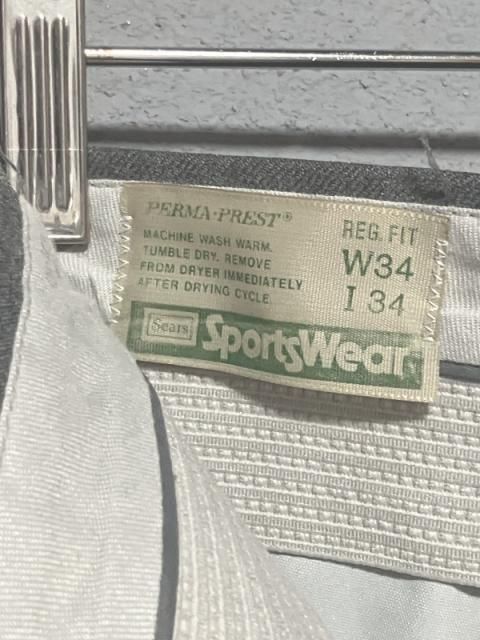 PERMA-PREST®
MACHINE WASH WARM.
TUMBLE DRY. REMOVE
FROM DRYER IMMEDIATELY
AFTER DRYING CYCLE.
REG. FIT
W34
I 34
Sears
SportsWear